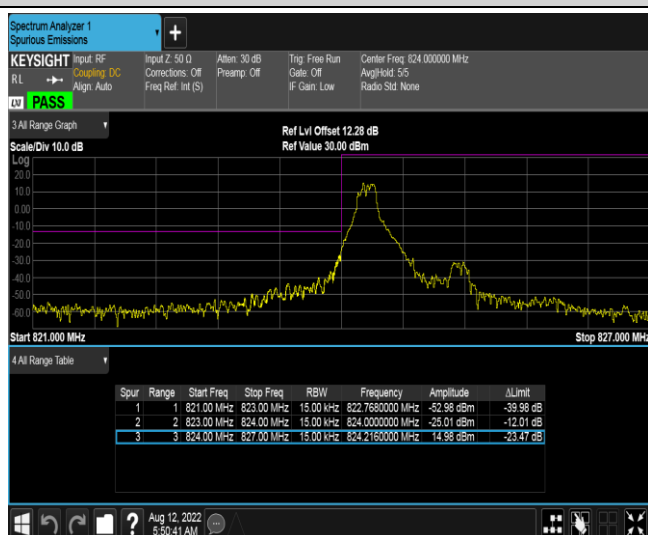 Spectrum Analyzer 1
Spurious Emissions
+
KEYSIGHT Input: RF Input Z: 50 Ω Atten: 30 dB Trig: Free Run Center Freq: 824.000000 MHz
RL Coupling: DC Corrections: Off Preamp: Off Gate: Off Avg|Hold: 5/5
Align: Auto Freq Ref: Int (S) IF Gain: Low Radio Std: None
LXI PASS
3 All Range Graph
Ref Lvl Offset 12.28 dB
Scale/Div 10.0 dB Ref Value 30.00 dBm
Log
20.0
10.0
0.00
-10.0
-20.0
-30.0
-40.0
-50.0
-60.0
Start 821.000 MHz Stop 827.000 MHz
4 All Range Table
Spur Range Start Freq Stop Freq RBW Frequency Amplitude ΔLimit
1 1 821.00 MHz 823.00 MHz 15.00 kHz 822.7680000 MHz -52.98 dBm -39.98 dB
2 2 823.00 MHz 824.00 MHz 15.00 kHz 824.0000000 MHz -25.01 dBm -12.01 dB
3 3 824.00 MHz 827.00 MHz 15.00 kHz 824.2160000 MHz 14.98 dBm -23.47 dB
? Aug 12, 2022
5:50:41 AM